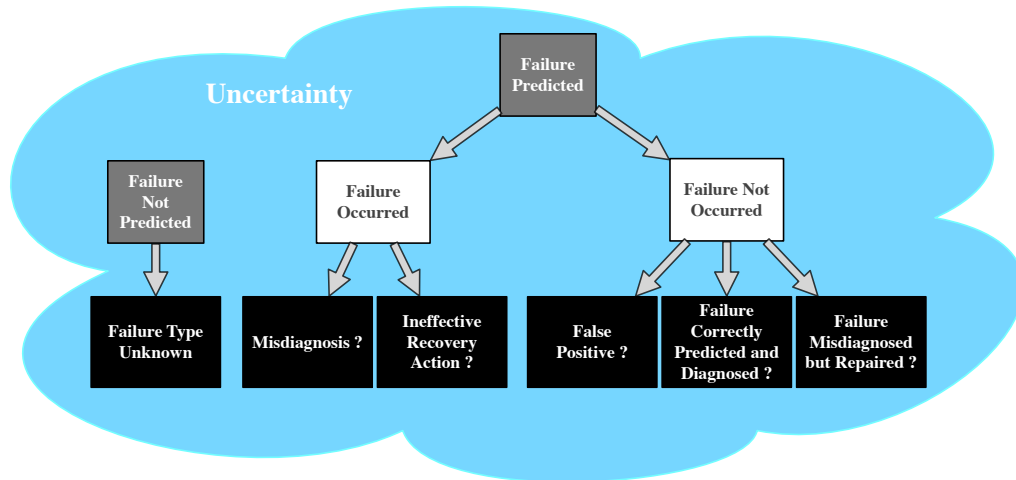 Failure
Predicted
Uncertainty
Failure
Not
Predicted
Failure
Occurred
Failure Not
Occurred
Failure Type
Unknown
Misdiagnosis ?
Ineffective
Recovery
Action ?
False
Positive ?
Failure
Correctly
Predicted and
Diagnosed ?
Failure
Misdiagnosed
but Repaired ?